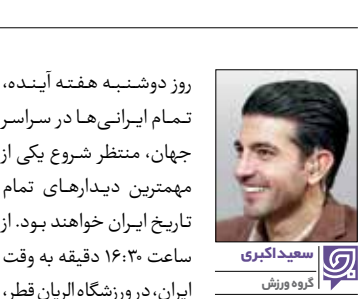 روز دوشنبه هفته آینده،
تمام ایرانی‌ها در سراسر
جهان، منتظر شروع یکی از
مهمترین دیدارهای تمام
تاریخ ایران خواهند بود. از
ساعت ۱۶:۳۰ دقیقه به وقت
ایران، در ورزشگاه الریان قطر،
سعید اکبری
گروه ورزش